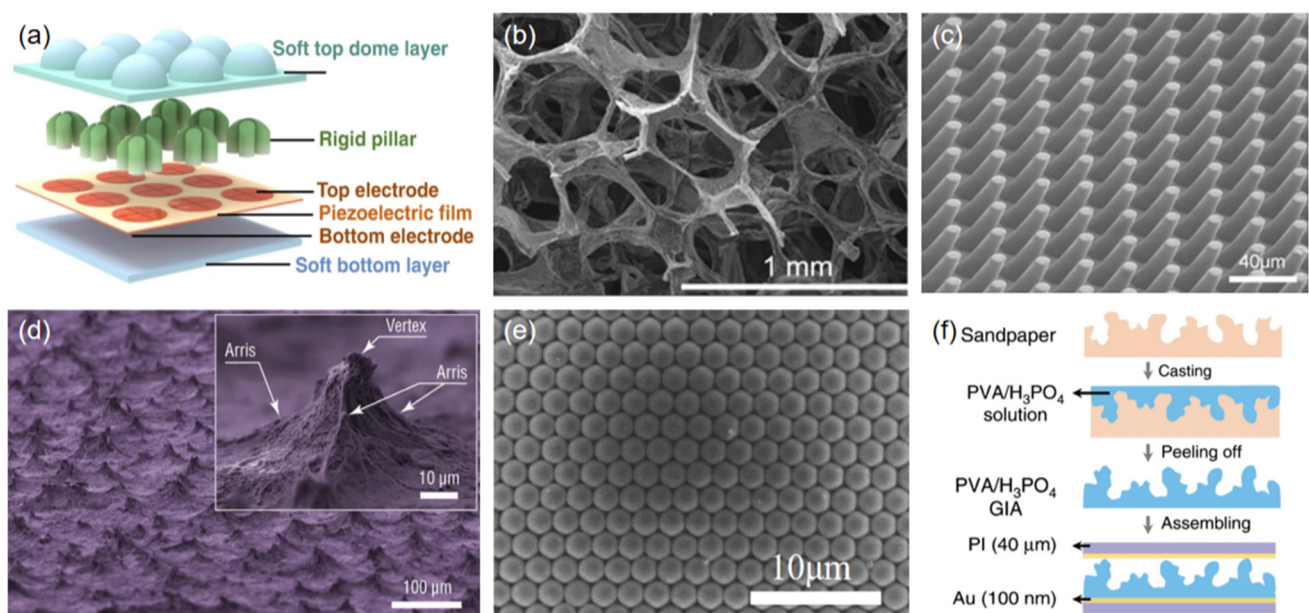 (a)
Soft top dome layer
Rigid pillar
Top electrode
Piezoelectric film
Bottom electrode
Soft bottom layer
(b)
1 mm
(c)
40μm
(d)
Vertex
Arris
Arris
10 μm
100 μm
(e)
10μm
(f)
Sandpaper
Casting
PVA/H₃PO₄
solution
Peeling off
PVA/H₃PO₄
GIA
Assembling
PI (40 μm)
Au (100 nm)